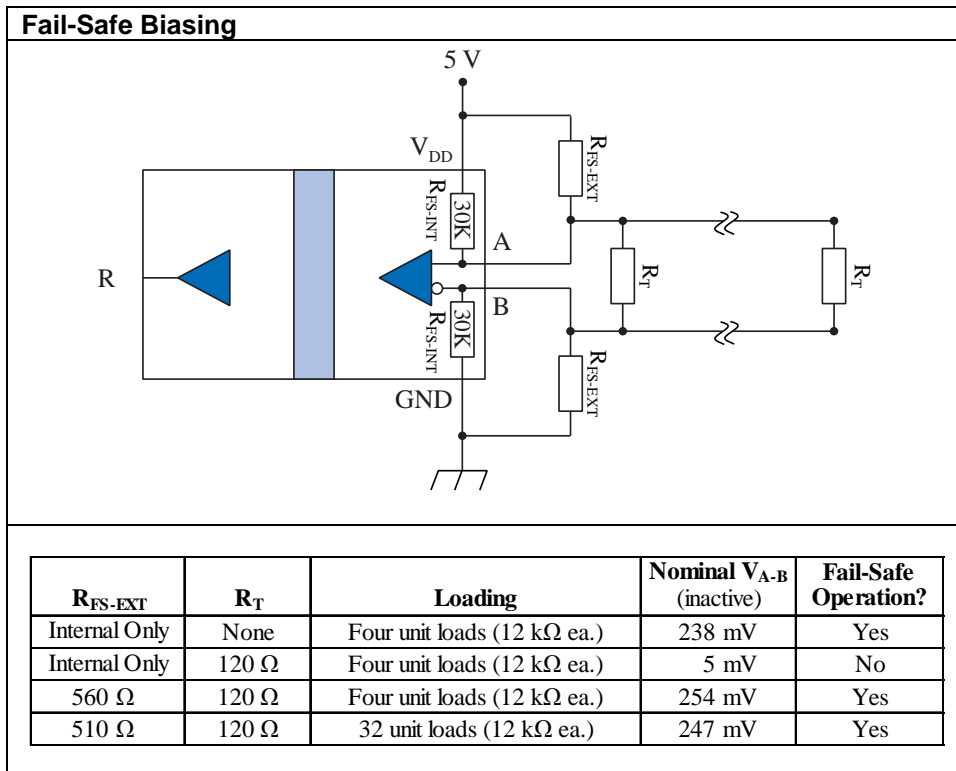 Fail-Safe Biasing
5 V
V_DD
R_FS-EXT
R_FS-INT
30K
A
R
R_T
R_T
B
R_FS-INT
30K
R_FS-EXT
GND
R_FS-EXT R_T Loading Nominal V_A-B (inactive) Fail-Safe Operation?
Internal Only None Four unit loads (12 kΩ ea.) 238 mV Yes
Internal Only 120 Ω Four unit loads (12 kΩ ea.) 5 mV No
560 Ω 120 Ω Four unit loads (12 kΩ ea.) 254 mV Yes
510 Ω 120 Ω 32 unit loads (12 kΩ ea.) 247 mV Yes